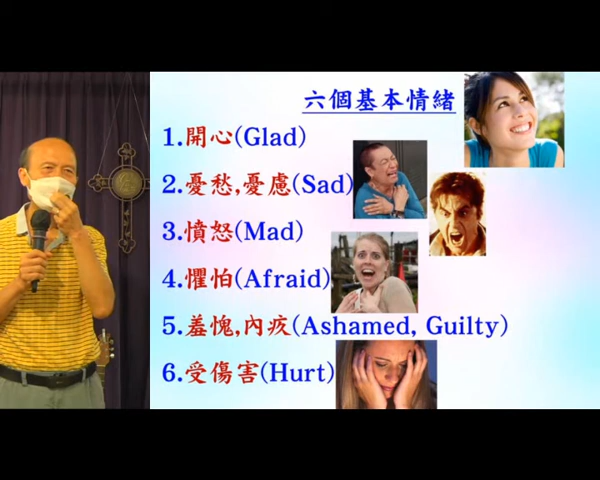 六個基本情緒
1.開心(Glad)
2.憂愁,憂慮(Sad)
3.憤怒(Mad)
4.懼怕(Afraid)
5.羞愧,內疚(Ashamed, Guilty)
6.受傷害(Hurt)